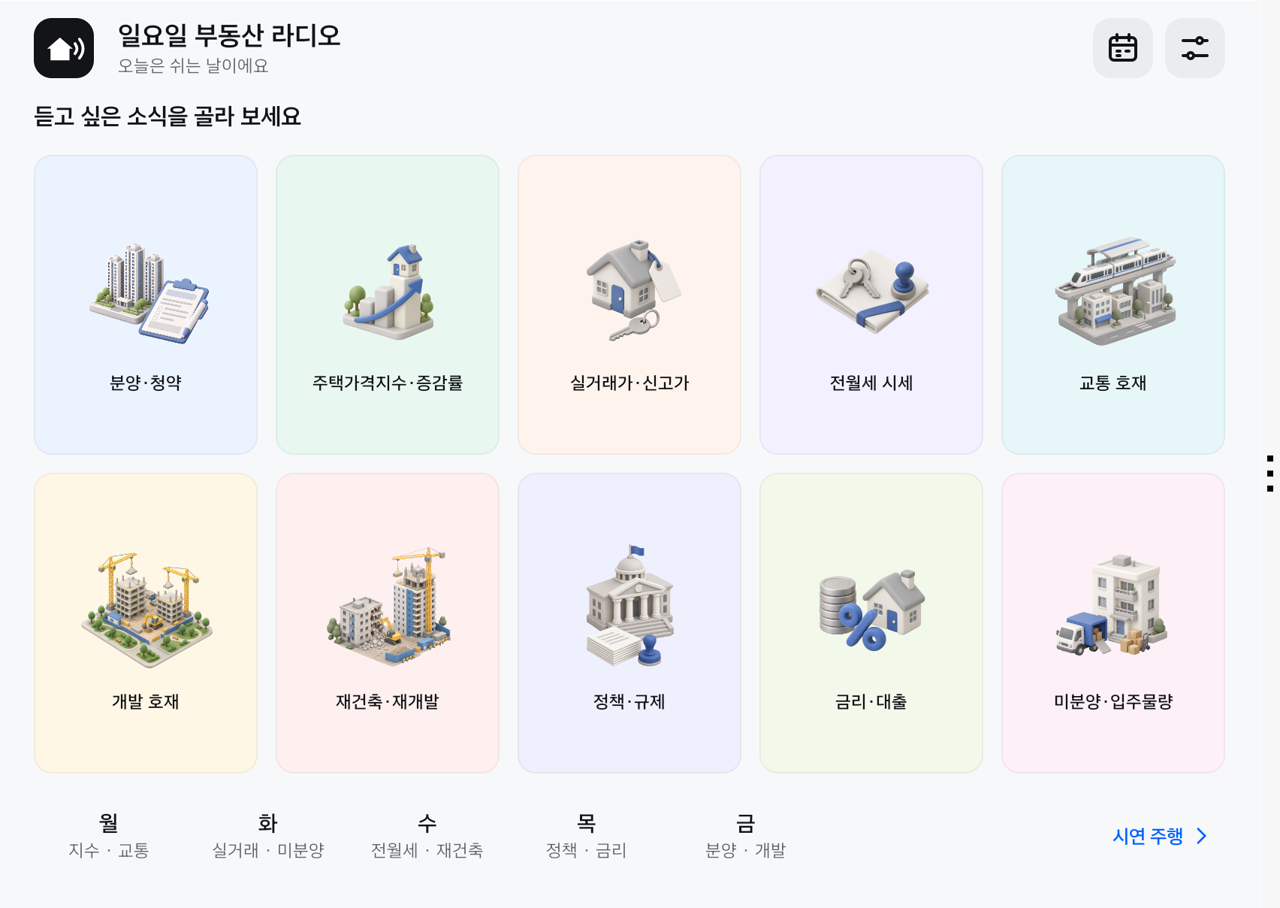 일요일 부동산 라디오
오늘은 쉬는 날이에요
듣고 싶은 소식을 골라 보세요
분양·청약
주택가격지수·증감률
실거래가·신고가
전월세 시세
교통 호재
개발 호재
재건축·재개발
정책·규제
금리·대출
미분양·입주물량
월
지수 · 교통
화
실거래 · 미분양
수
전월세 · 재건축
목
정책 · 금리
금
분양 · 개발
시연 주행